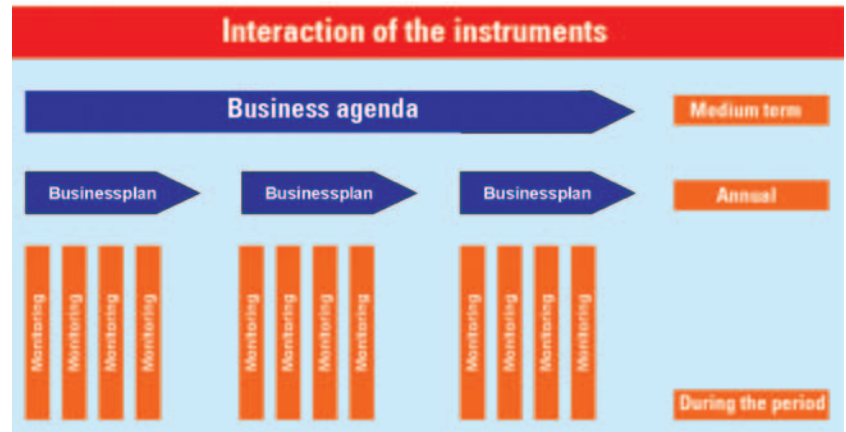 Interaction of the instruments
Business agenda
Medium term
Businessplan
Businessplan
Businessplan
Annual
Monitoring
Monitoring
Monitoring
Monitoring
Monitoring
Monitoring
Monitoring
Monitoring
Monitoring
Monitoring
Monitoring
Monitoring
During the period